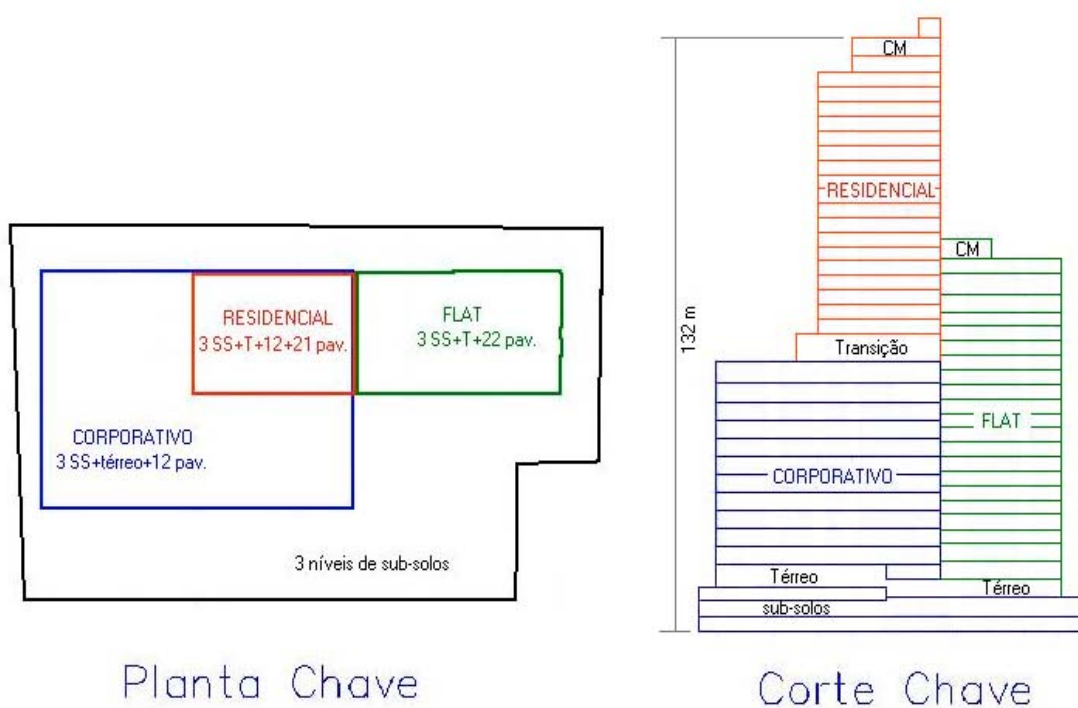 RESIDENCIAL
3 SS+T+12+21 pav.
FLAT
3 SS+T+22 pav.
CORPORATIVO
3 SS+térreo+12 pav.
3 níveis de sub-solos
Planta Chave
CM
RESIDENCIAL
132 m
CM
Transição
FLAT
CORPORATIVO
Térreo
Térreo
sub-solos
Corte Chave